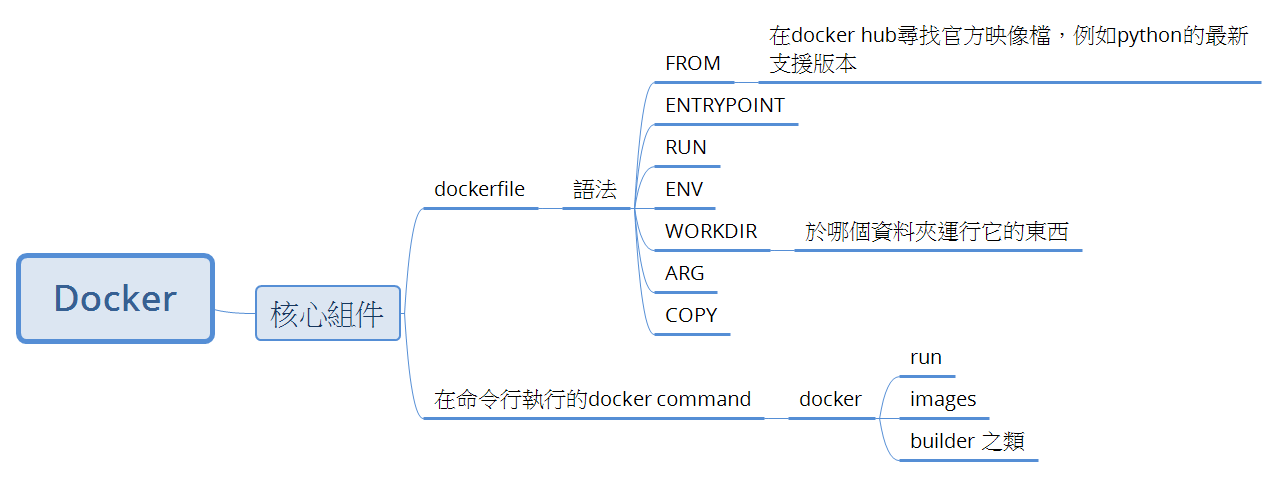 Docker
核心組件
dockerfile
語法
FROM
在docker hub尋找官方映像檔，例如python的最新
支援版本
ENTRYPOINT
RUN
ENV
WORKDIR
於哪個資料夾運行它的東西
ARG
COPY
在命令行執行的docker command
docker
run
images
builder 之類